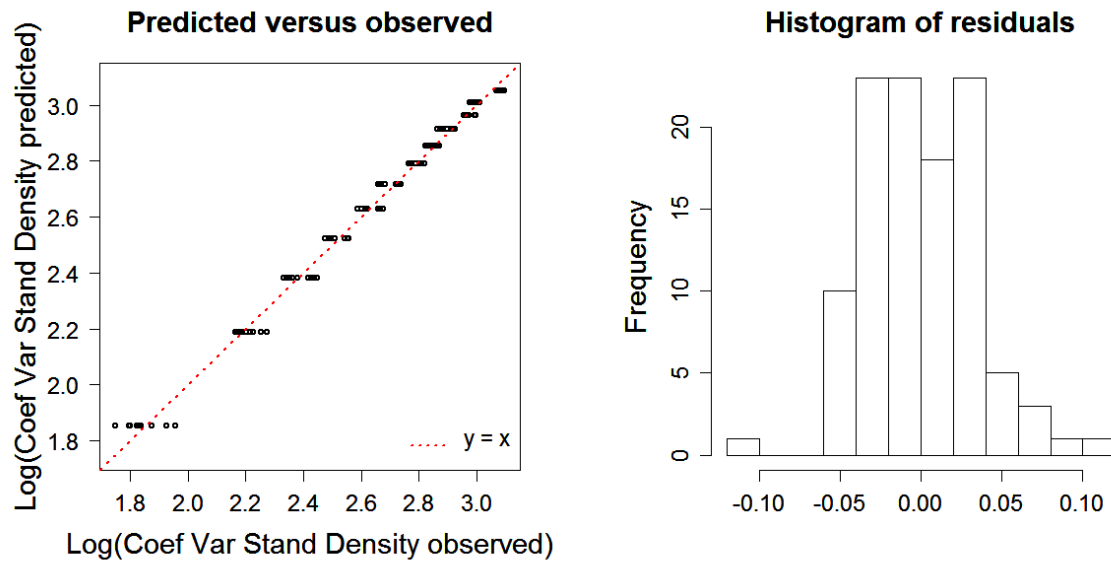 Predicted versus observed
Log(Coef Var Stand Density predicted)
3.0
2.8
2.6
2.4
2.2
2.0
1.8
y = x
1.8 2.0 2.2 2.4 2.6 2.8 3.0
Log(Coef Var Stand Density observed)
Histogram of residuals
Frequency
20
15
10
5
0
-0.10 -0.05 0.00 0.05 0.10